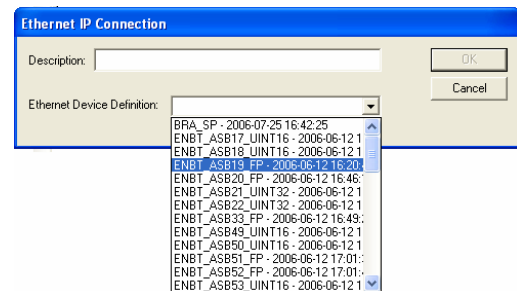 Ethernet IP Connection
Description:
OK
Cancel
Ethernet Device Definition:
BRA_SP - 2006-07-25 16:42:25
ENBT_ASB17_UINT16 - 2006-06-12 1
ENBT_ASB18_UINT16 - 2006-06-12 1
ENBT_ASB19_FP - 2006-06-12 16:20:
ENBT_ASB20_FP - 2006-06-12 16:46:
ENBT_ASB21_UINT32 - 2006-06-12 1
ENBT_ASB22_UINT32 - 2006-06-12 1
ENBT_ASB33_FP - 2006-06-12 16:49:
ENBT_ASB49_UINT16 - 2006-06-12 1
ENBT_ASB50_UINT16 - 2006-06-12 1
ENBT_ASB51_FP - 2006-06-12 17:01:
ENBT_ASB52_FP - 2006-06-12 17:01:
ENBT_ASB53_UINT16 - 2006-06-12 1